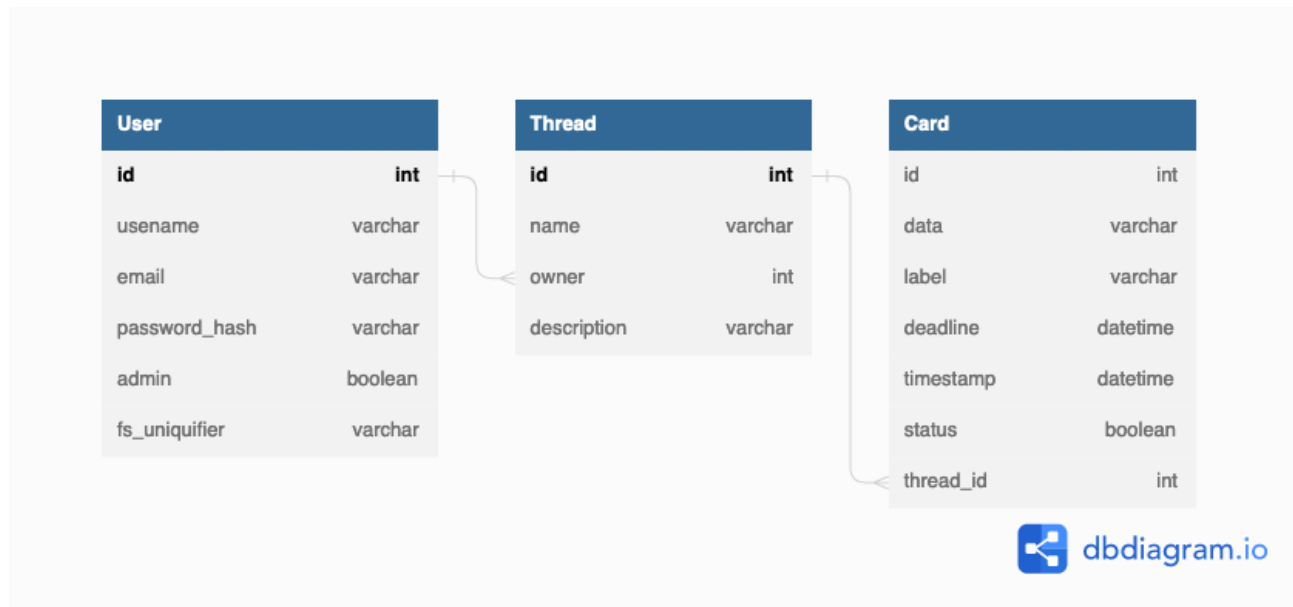 User
id int
usename varchar
email varchar
password_hash varchar
admin boolean
fs_uniquifier varchar
Thread
id int
name varchar
owner int
description varchar
Card
id int
data varchar
label varchar
deadline datetime
timestamp datetime
status boolean
thread_id int
dbdiagram.io